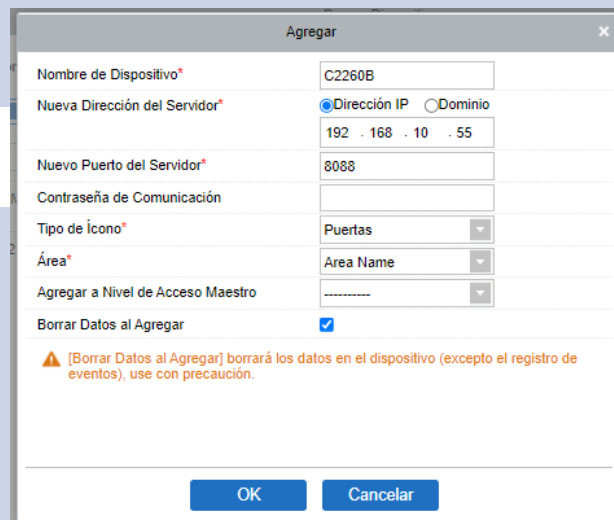 Agregar
Nombre de Dispositivo* C2260B
Nueva Dirección del Servidor* Dirección IP Dominio
192 . 168 . 10 . 55
Nuevo Puerto del Servidor* 8088
Contraseña de Comunicación
Tipo de Ícono* Puertas
Área* Area Name
Agregar a Nivel de Acceso Maestro ----------
Borrar Datos al Agregar
[Borrar Datos al Agregar] borrará los datos en el dispositivo (excepto el registro de
eventos), use con precaución.
OK Cancelar